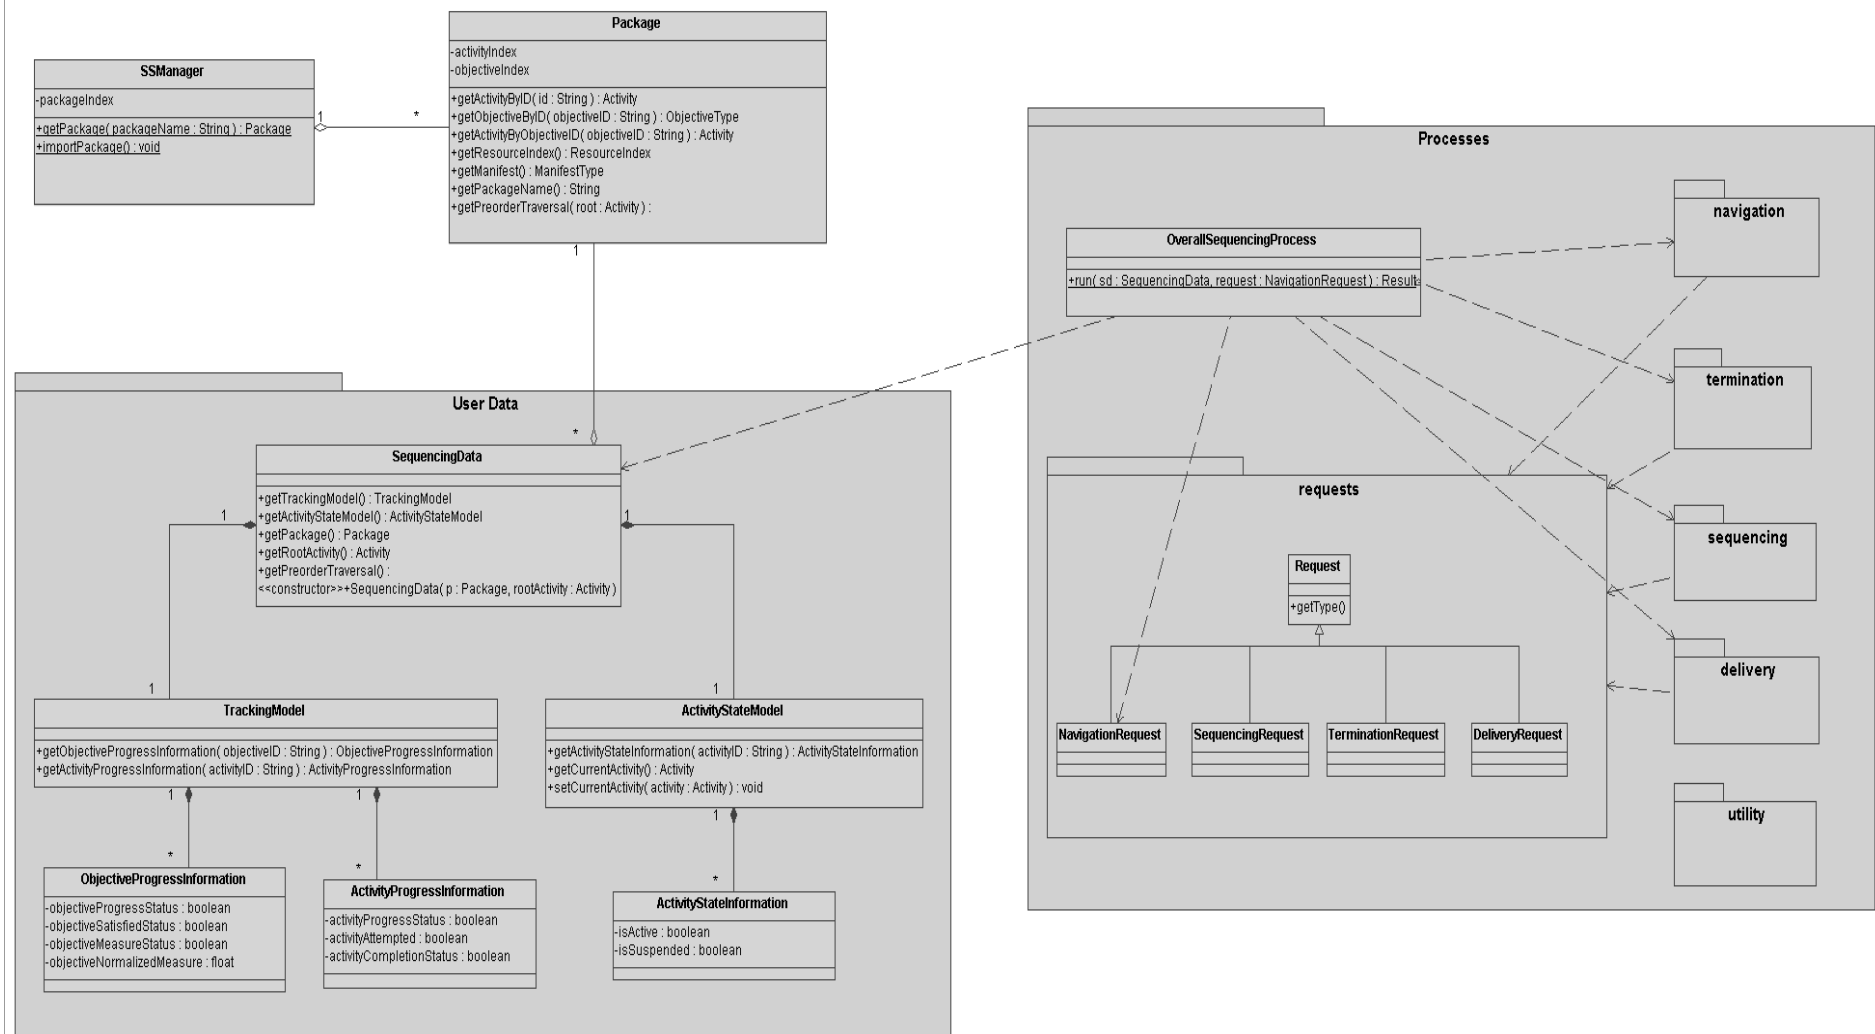 Package
-activityIndex
-objectiveIndex
+getActivityByID( id : String ) : Activity
+getObjectiveByID( objectiveID : String ) : ObjectiveType
+getActivityByObjectiveID( objectiveID : String ) : Activity
+getResourceIndex() : ResourceIndex
+getManifest() : ManifestType
+getPackageName() : String
+getPreorderTraversal( root : Activity ) :
SSManager
-packageIndex
+getPackage( packageName : String ) : Package
+importPackage() : void
1
*
1
*
User Data
SequencingData
+getTrackingModel() : TrackingModel
+getActivityStateModel() : ActivityStateModel
+getPackage() : Package
+getRootActivity() : Activity
+getPreorderTraversal() :
<<constructor>>+SequencingData( p : Package, rootActivity : Activity )
1
1
1
1
TrackingModel
+getObjectiveProgressInformation( objectiveID : String ) : ObjectiveProgressInformation
+getActivityProgressInformation( activityID : String ) : ActivityProgressInformation
ActivityStateModel
+getActivityStateInformation( activityID : String ) : ActivityStateInformation
+getCurrentActivity() : Activity
+setCurrentActivity( activity : Activity ) : void
1
1
1
*
*
*
ObjectiveProgressInformation
-objectiveProgressStatus : boolean
-objectiveSatisfiedStatus : boolean
-objectiveMeasureStatus : boolean
-objectiveNormalizedMeasure : float
ActivityProgressInformation
-activityProgressStatus : boolean
-activityAttempted : boolean
-activityCompletionStatus : boolean
ActivityStateInformation
-isActive : boolean
-isSuspended : boolean
Processes
OverallSequencingProcess
+run( sd : SequencingData, request : NavigationRequest ) : Result
navigation
termination
sequencing
delivery
utility
requests
Request
+getType()
NavigationRequest
SequencingRequest
TerminationRequest
DeliveryRequest